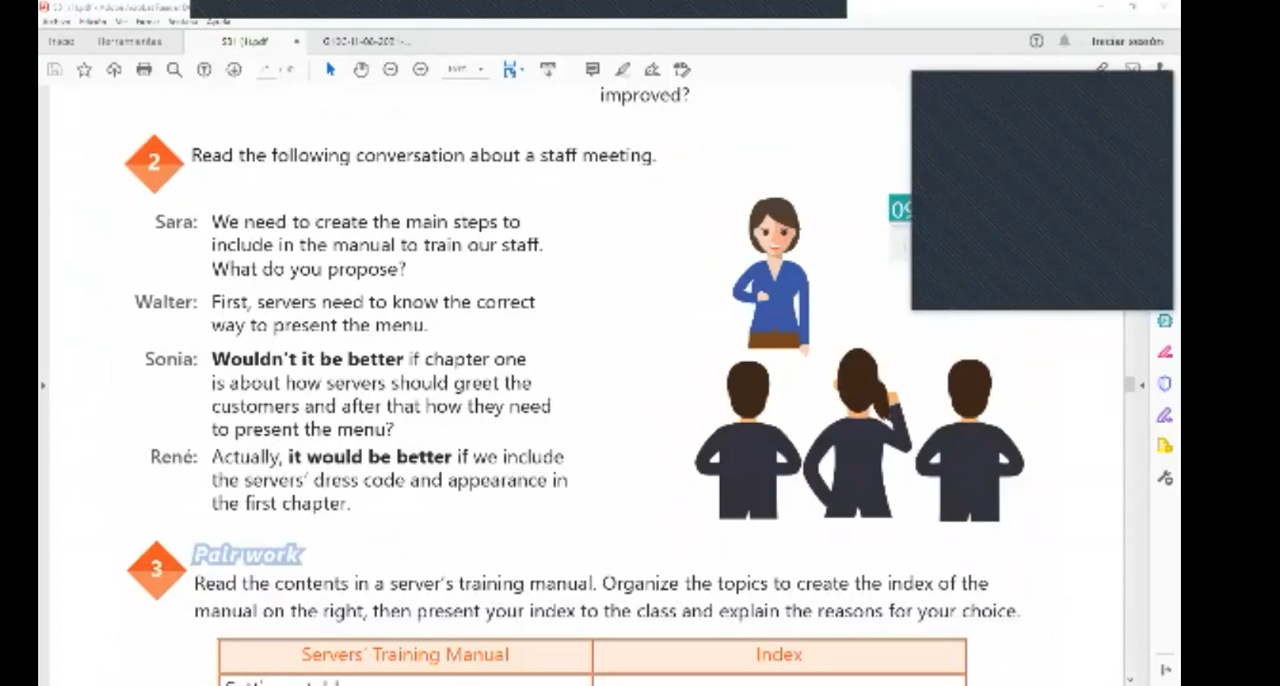 Inicio
Herramientas
Iniciar sesión
improved?
2
Read the following conversation about a staff meeting.
Sara: We need to create the main steps to
include in the manual to train our staff.
What do you propose?
Walter: First, servers need to know the correct
way to present the menu.
Sonia: Wouldn't it be better if chapter one
is about how servers should greet the
customers and after that how they need
to present the menu?
René: Actually, it would be better if we include
the servers' dress code and appearance in
the first chapter.
09
3
Pair work
Read the contents in a server's training manual. Organize the topics to create the index of the
manual on the right, then present your index to the class and explain the reasons for your choice.
Servers' Training Manual
Index